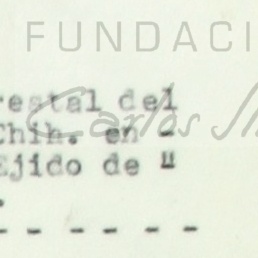 FUNDACI
restal del
Chih. en -
Ejido de "
- - - - - -